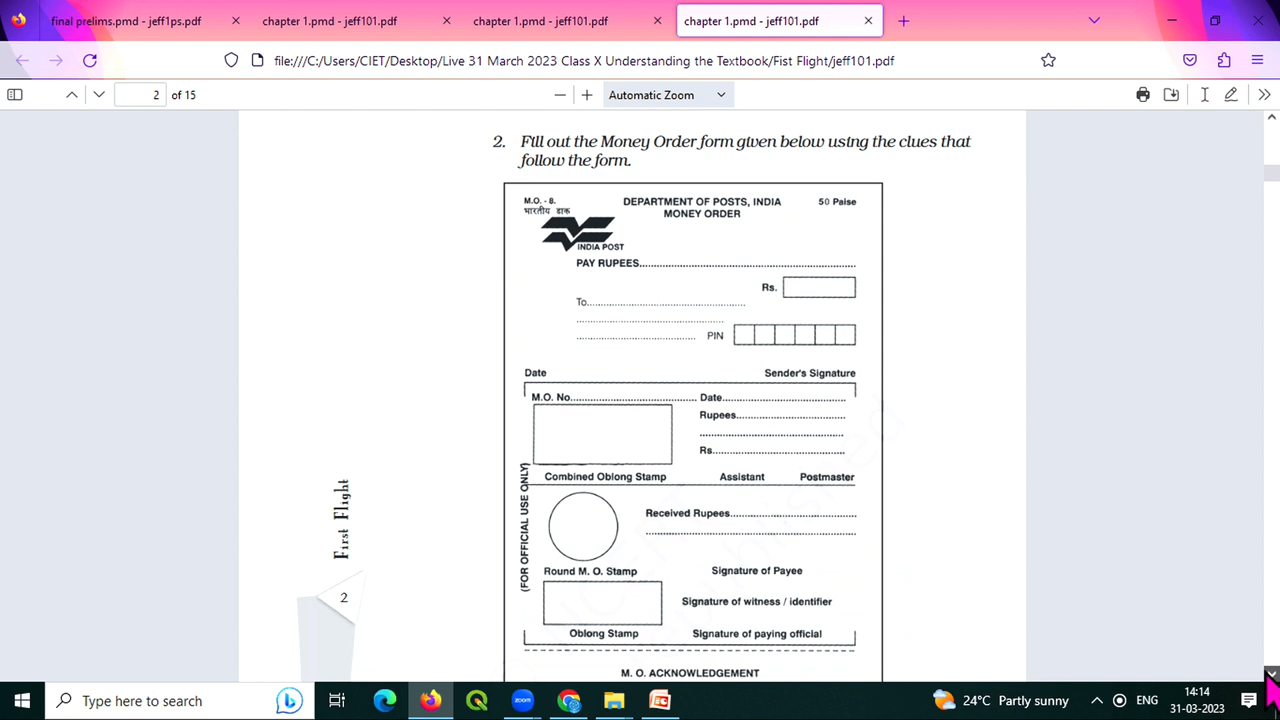 final prelims.pmd - jeff1ps.pdf
chapter 1.pmd - jeff101.pdf
chapter 1.pmd - jeff101.pdf
chapter 1.pmd - jeff101.pdf
file:///C:/Users/CIET/Desktop/Live 31 March 2023 Class X Understanding the Textbook/Fist Flight/jeff101.pdf
2 of 15
Automatic Zoom
2. Fill out the Money Order form given below using the clues that
follow the form.
M.O. - 8.
DEPARTMENT OF POSTS, INDIA
50 Paise
भारतीय डाक
MONEY ORDER
INDIA POST
PAY RUPEES
Rs.
To
PIN
Date
Sender's Signature
M.O. No.
Date
Rupees
Rs
Combined Oblong Stamp
Assistant
Postmaster
(FOR OFFICIAL USE ONLY)
Received Rupees
Round M. O. Stamp
Signature of Payee
Signature of witness / identifier
Oblong Stamp
Signature of paying official
M. O. ACKNOWLEDGEMENT
First Flight
2
Type here to search
zoom
24°C Partly sunny
ENG
14:14
31-03-2023